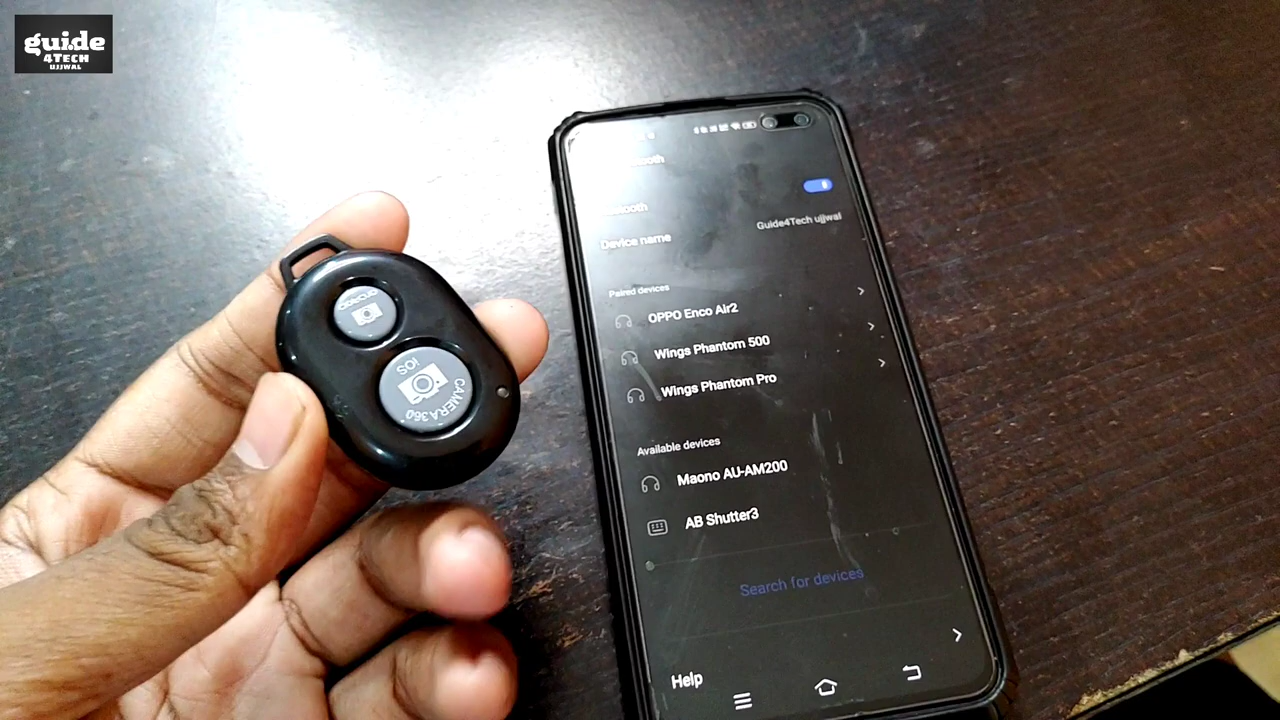 guide
4TECH
UJJWAL
Device name
Guide4Tech ujjwal
Paired devices
OPPO Enco Air2
Wings Phantom 500
Wings Phantom Pro
Available devices
Maono AU-AM200
AB Shutter3
Search for devices
Help
ANDROID
iOS
CAMERA 360